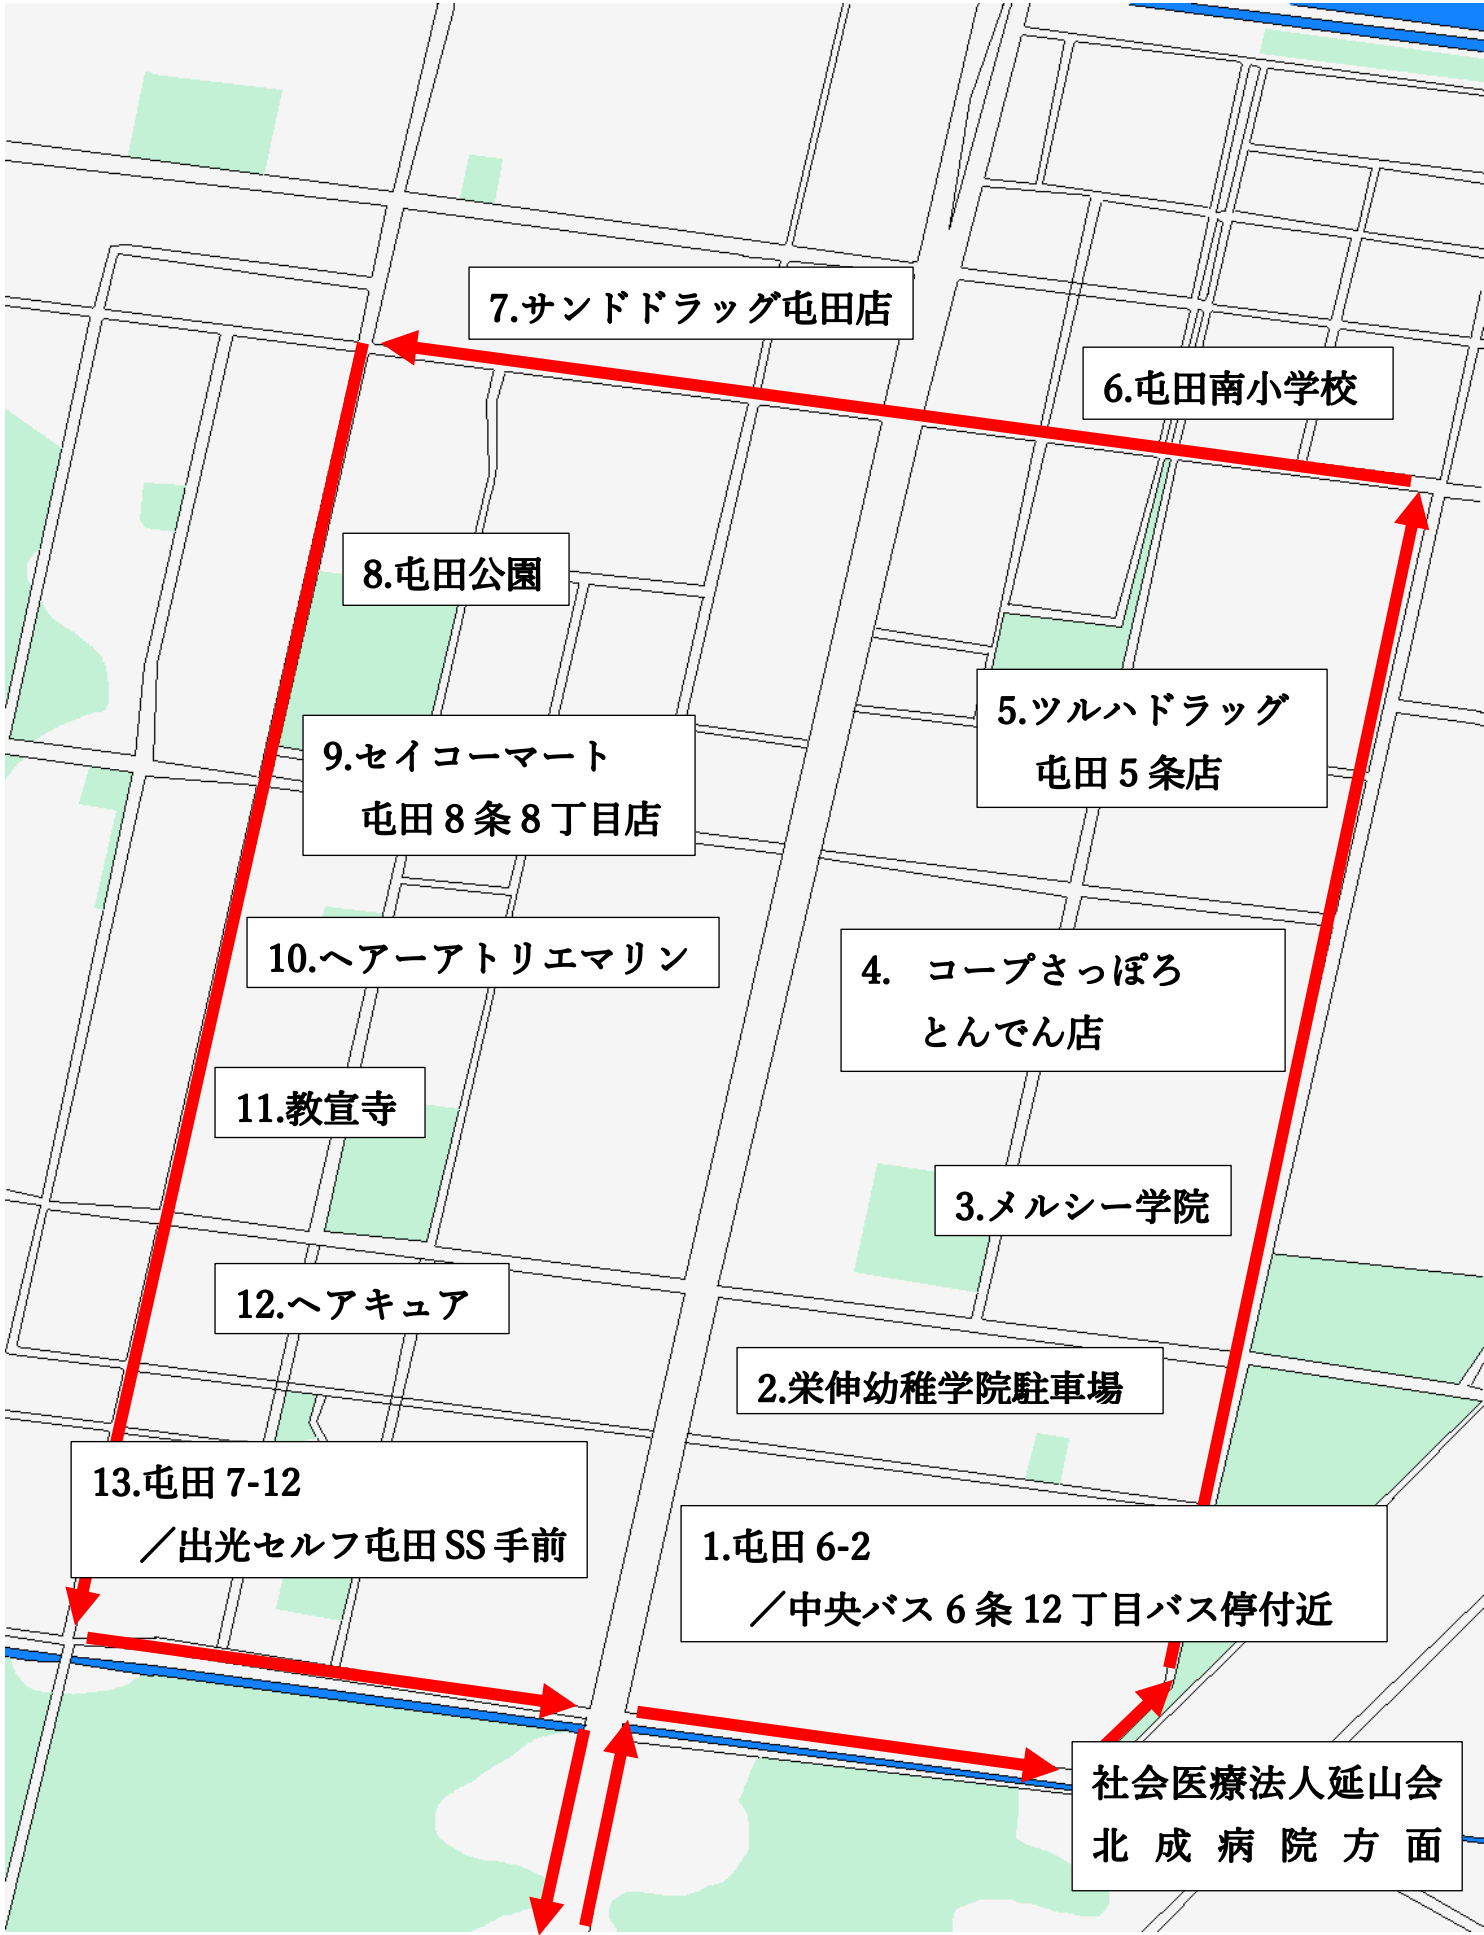 7.サンドドラッグ屯田店
6.屯田南小学校
8.屯田公園
5.ツルハドラッグ
屯田5条店
9.セイコーマート
屯田8条8丁目店
10.ヘアーアトリエマリン
4. コープさっぽろ
とんでん店
11.教宣寺
3.メルシー学院
12.ヘアキュア
2.栄伸幼稚学院駐車場
13.屯田7-12
／出光セルフ屯田SS手前
1.屯田6-2
／中央バス6条12丁目バス停付近
社会医療法人延山会
北成病院方面